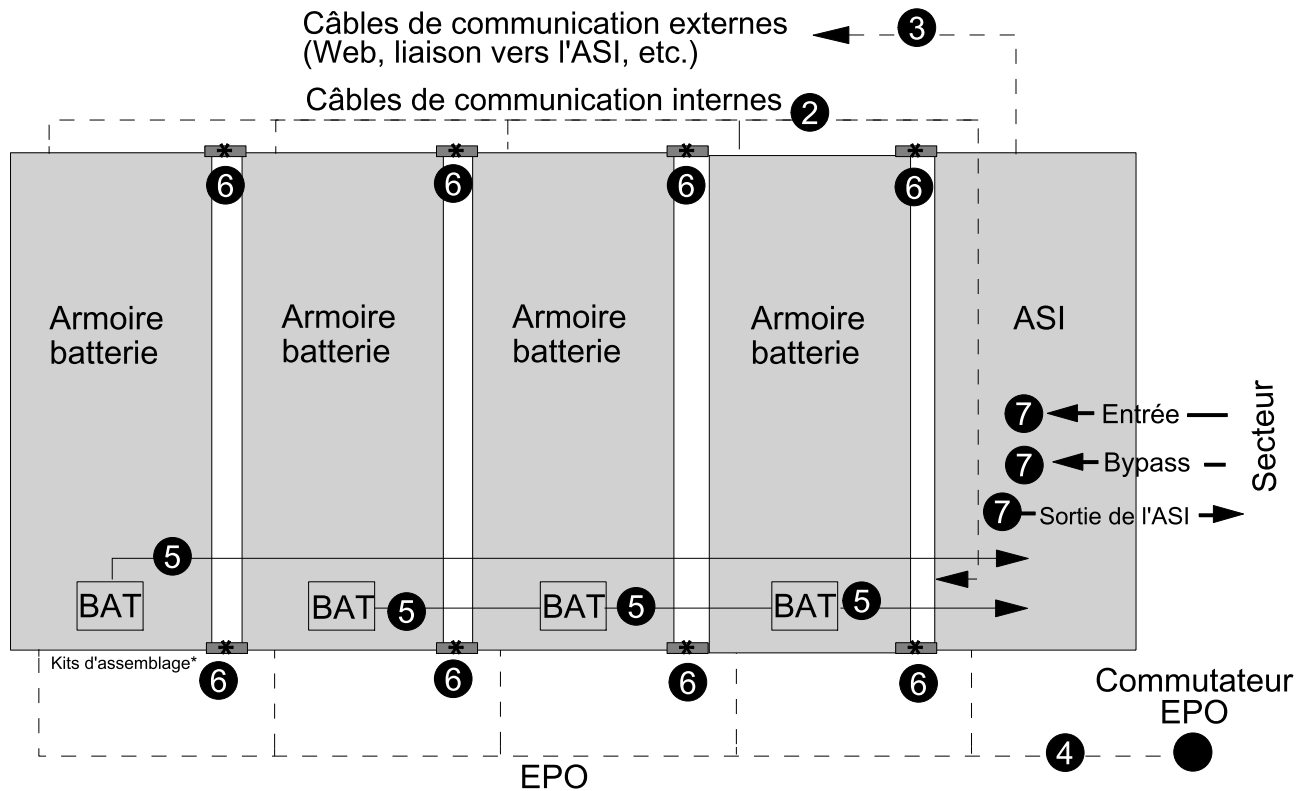 Câbles de communication externes
(Web, liaison vers l'ASI, etc.)
3
Câbles de communication internes
2
* * * *
6 6 6 6
Armoire
batterie
Armoire
batterie
Armoire
batterie
Armoire
batterie
ASI
7 Entrée
7 Bypass
7 Sortie de l'ASI
Secteur
5
BAT
BAT 5
BAT 5
BAT 5
* * * *
Kits d'assemblage*
6 6 6 6
Commutateur
EPO
4
EPO